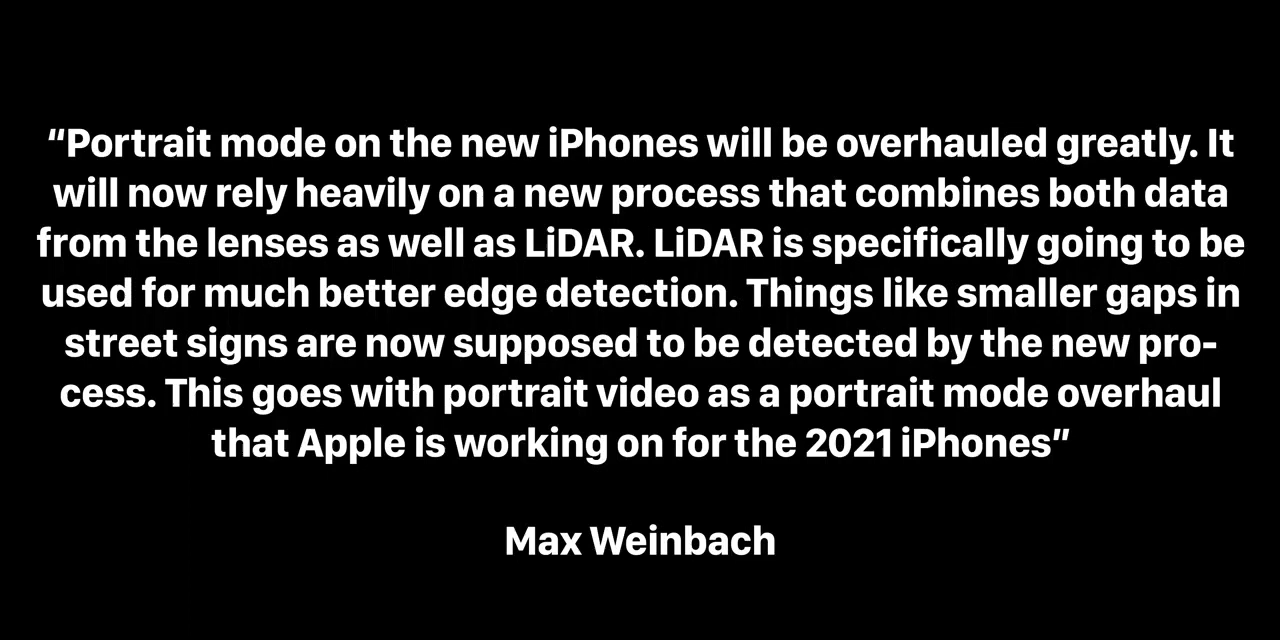 “Portrait mode on the new iPhones will be overhauled greatly. It
will now rely heavily on a new process that combines both data
from the lenses as well as LiDAR. LiDAR is specifically going to be
used for much better edge detection. Things like smaller gaps in
street signs are now supposed to be detected by the new pro-
cess. This goes with portrait video as a portrait mode overhaul
that Apple is working on for the 2021 iPhones”
Max Weinbach